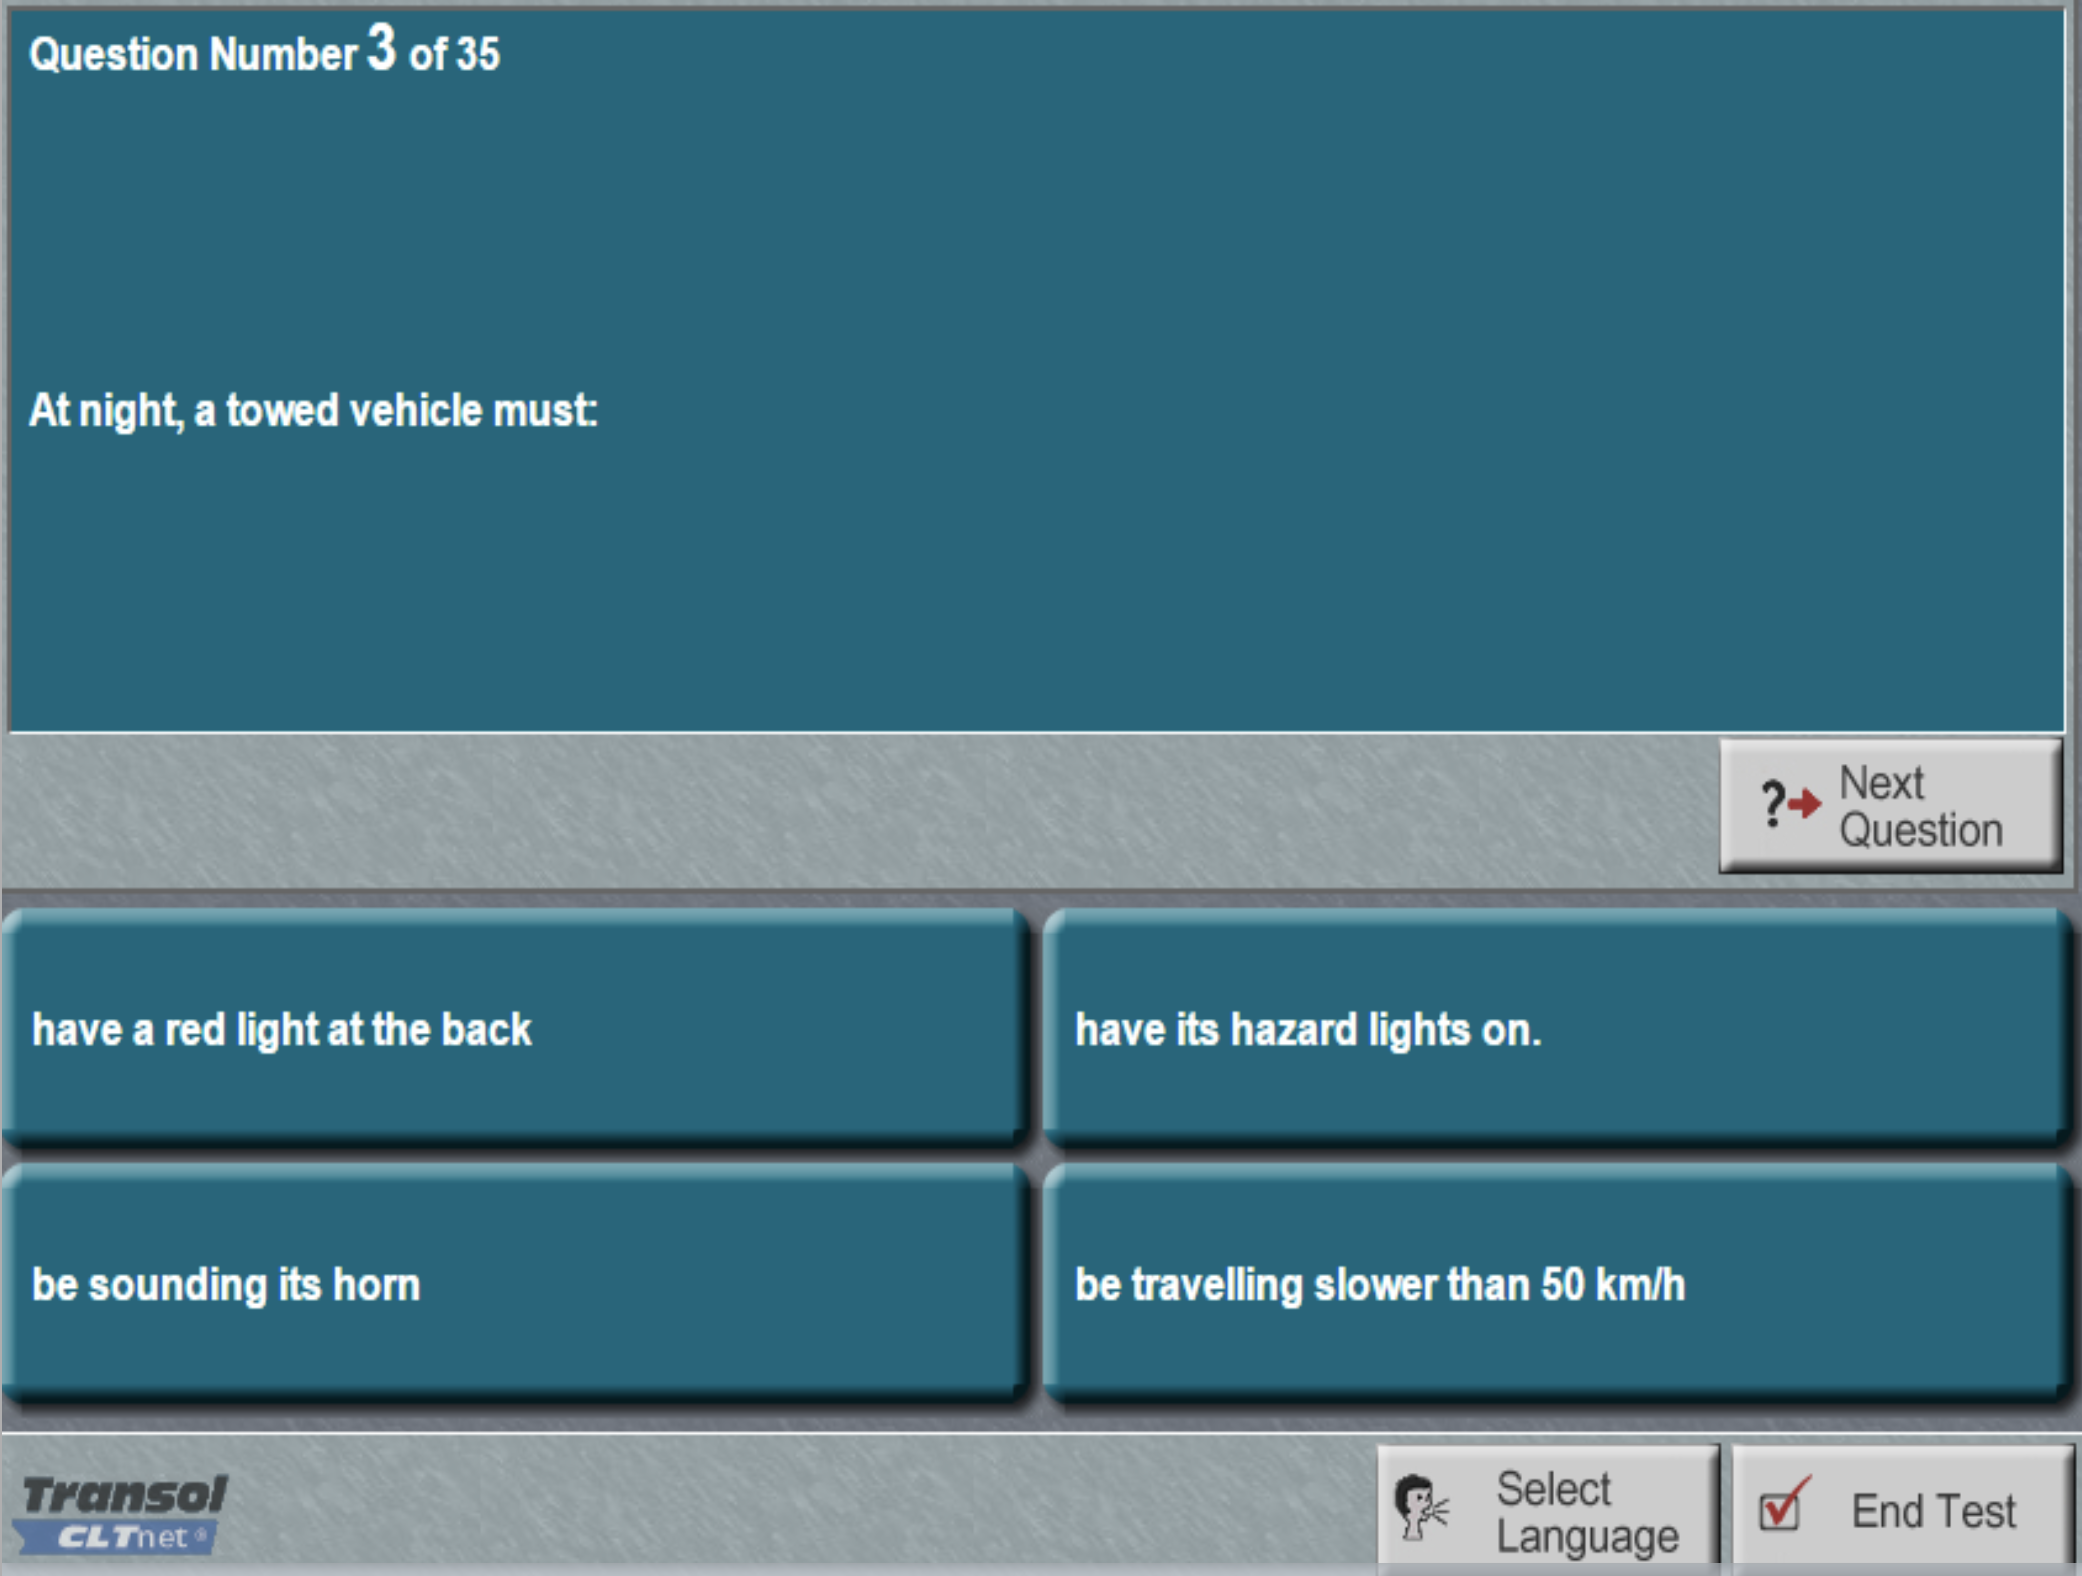 Question Number 3 of 35
At night, a towed vehicle must:
?
Next
Question
have a red light at the back
have its hazard lights on.
be sounding its horn
be travelling slower than 50 km/h
Transol
CLTnet ®
Select
Language
End Test